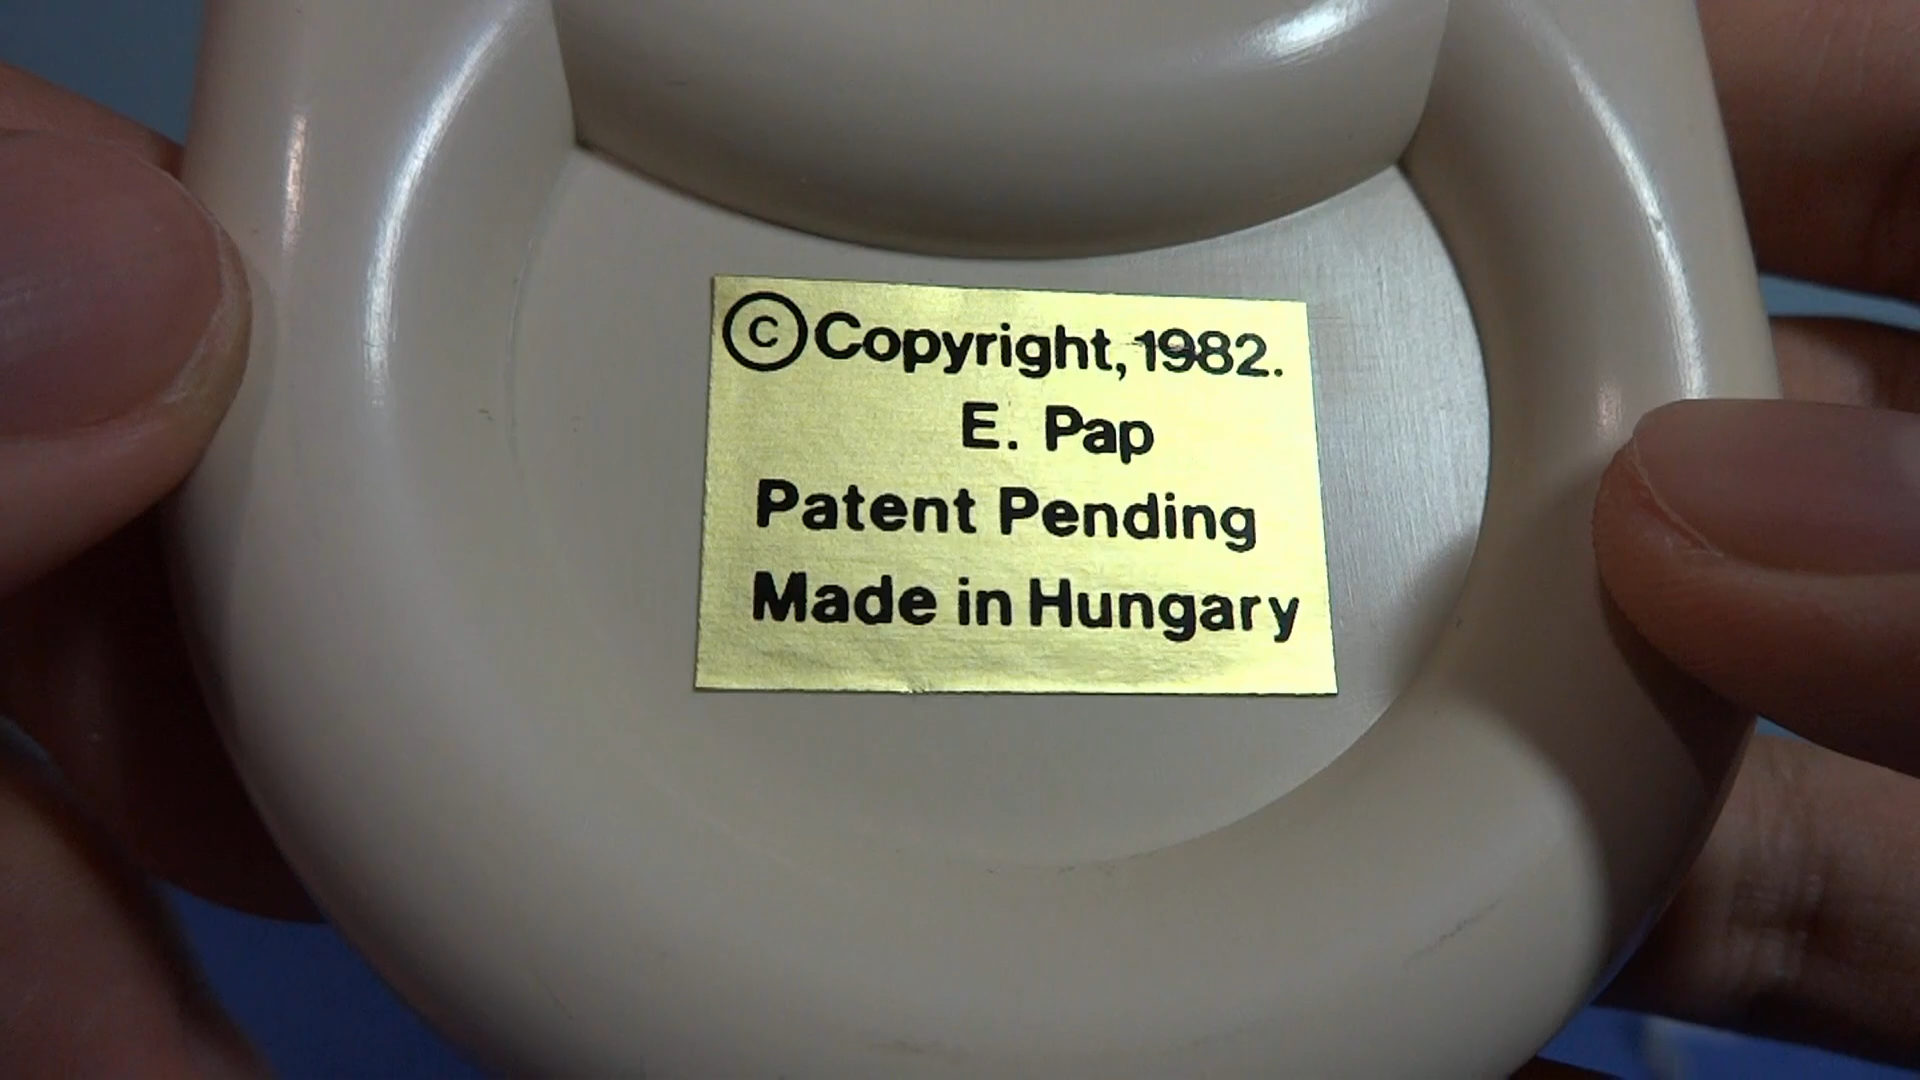 ©Copyright, 1982.
E. Pap
Patent Pending
Made in Hungary